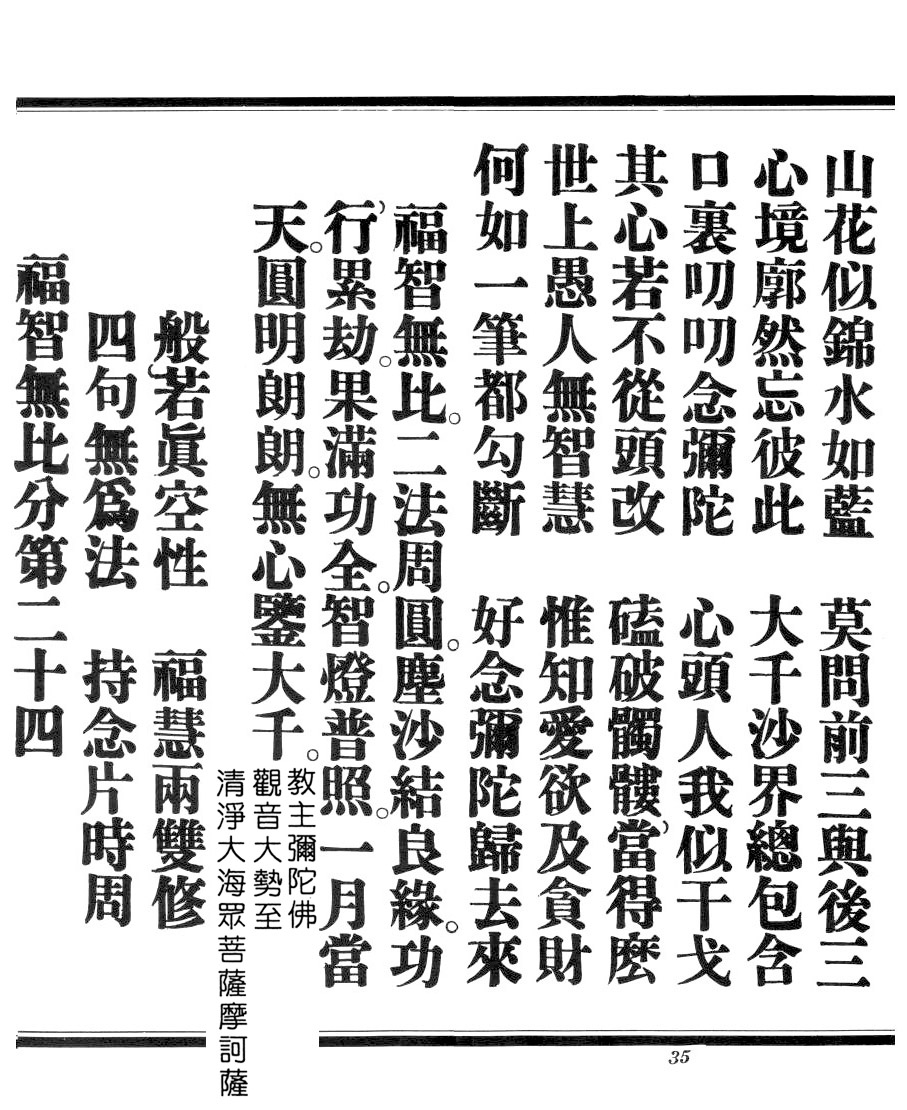 山花似錦水如藍　莫問前三與後三
心境廓然忘彼此　大千沙界總包含
口裏叨叨念彌陀　心頭人我似干戈
其心若不從頭改　磕破髑髏當得麽
世上愚人無智慧　惟知愛欲及貪財
何如一筆都勾斷　好念彌陀歸去來
福智無比。二法周圓。塵沙結良緣。功
行累劫。果滿功全。智燈普照。一月當
天。圓明朗朗。無心鑒大千。
教主彌陀佛
觀音大勢至
清淨大海眾菩薩摩訶薩
般若眞空性　福慧兩雙修
四句無爲法　持念片時周
福智無比分第二十四
35